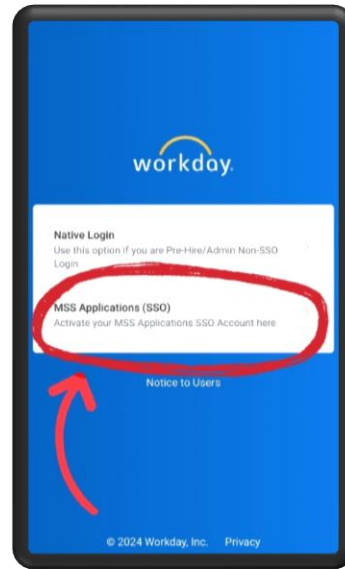 workday.
Native Login
Use this option if you are Pre-Hire/Admin Non-SSO
Login
MSS Applications (SSO)
Activate your MSS Applications SSO Account here
Notice to Users
© 2024 Workday, Inc. Privacy